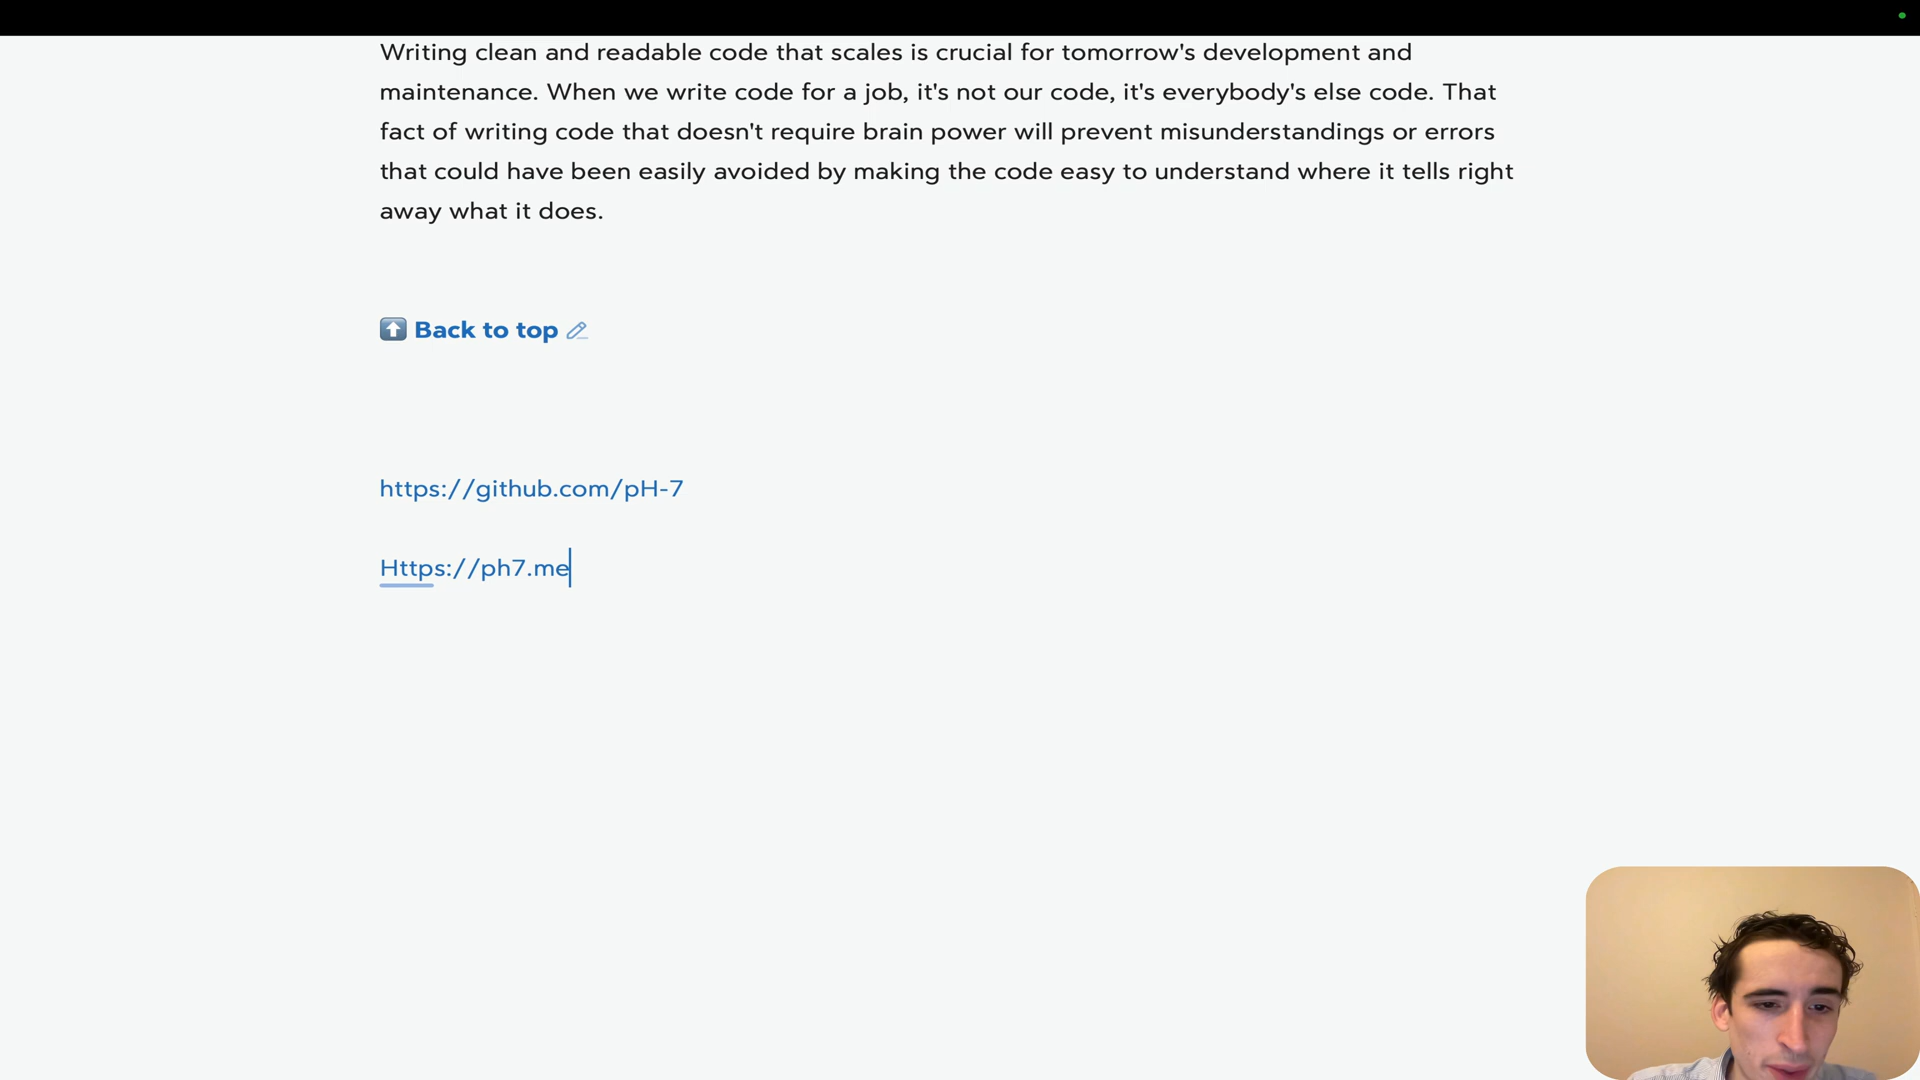 Writing clean and readable code that scales is crucial for tomorrow's development and
maintenance. When we write code for a job, it's not our code, it's everybody's else code. That
fact of writing code that doesn't require brain power will prevent misunderstandings or errors
that could have been easily avoided by making the code easy to understand where it tells right
away what it does.
Back to top
https://github.com/pH-7
Https://ph7.me